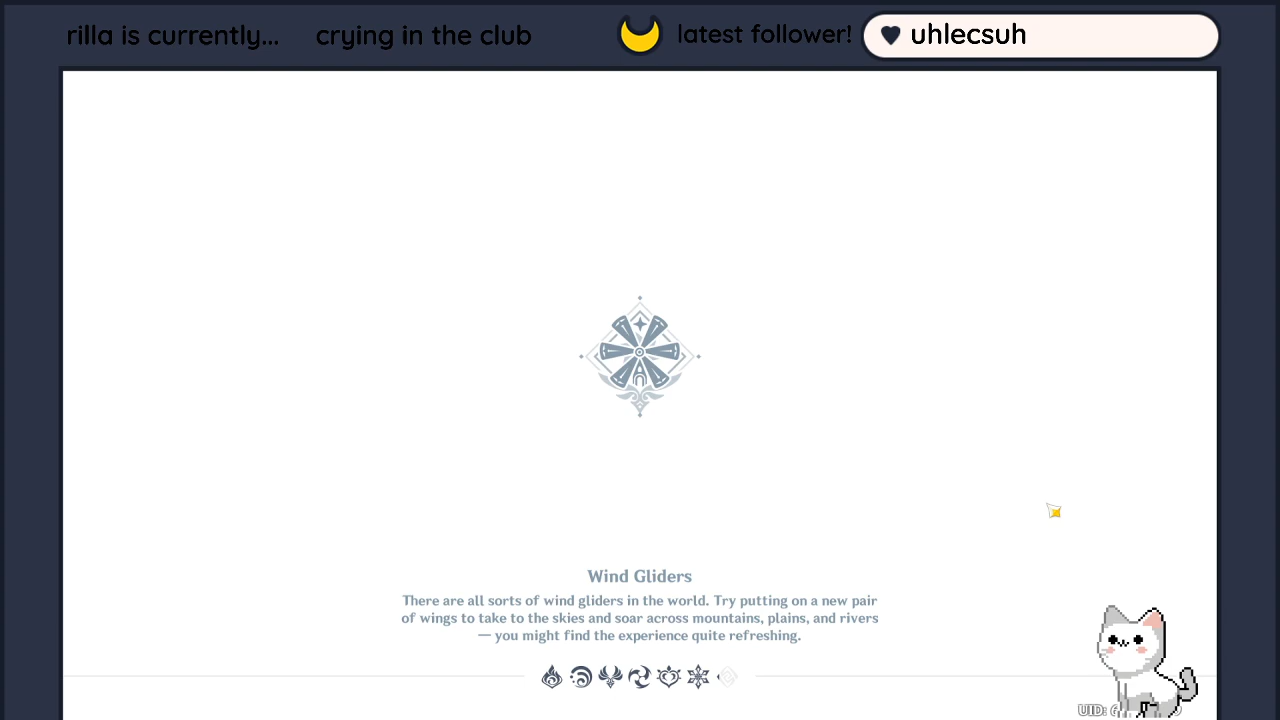 rilla is currently... crying in the club latest follower! uhlecsuh
Wind Gliders
There are all sorts of wind gliders in the world. Try putting on a new pair
of wings to take to the skies and soar across mountains, plains, and rivers
— you might find the experience quite refreshing.
UID: